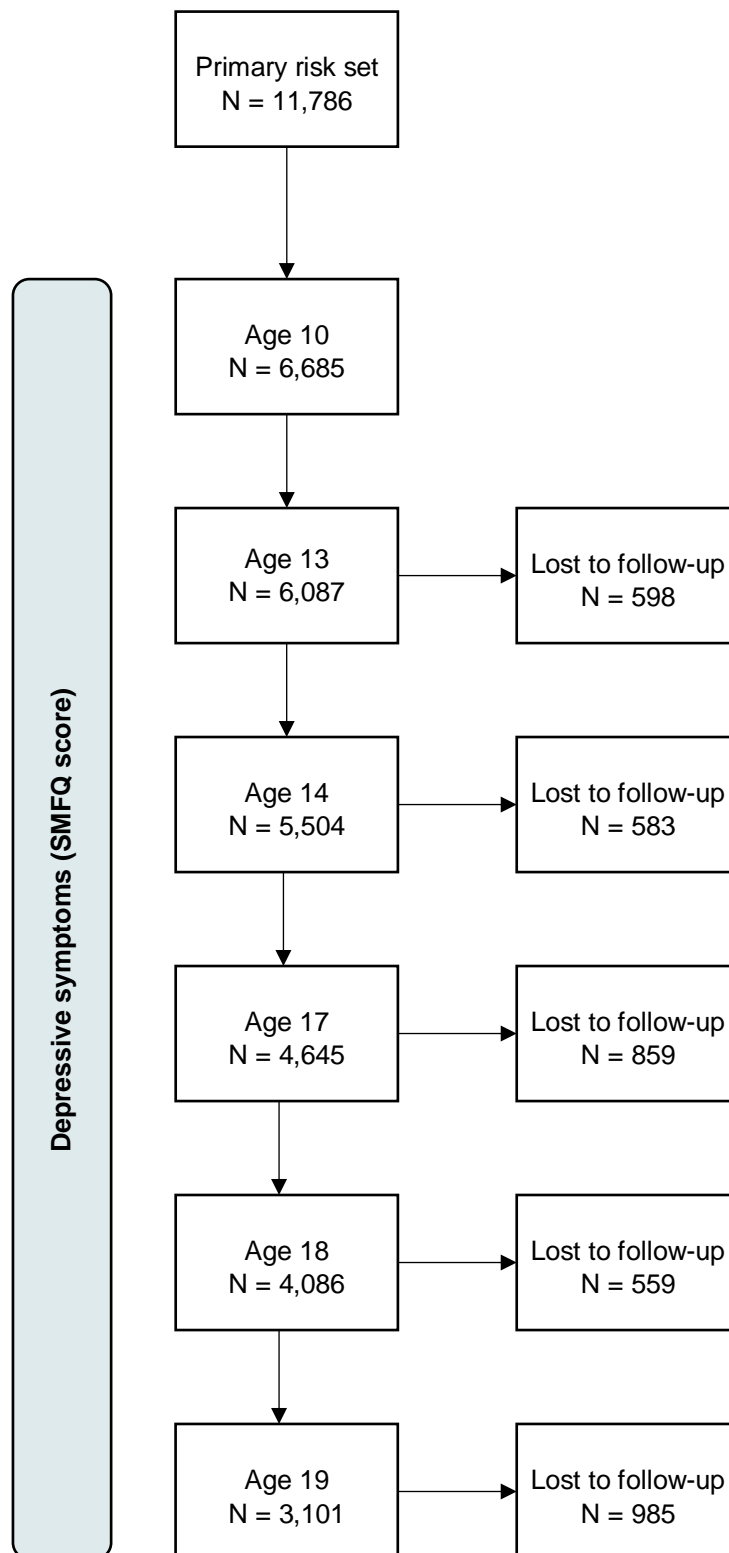 Primary risk set
N = 11,786
Age 10
N = 6,685
Age 13
N = 6,087
Lost to follow-up
N = 598
Age 14
N = 5,504
Lost to follow-up
N = 583
Depressive symptoms (SMFQ score)
Age 17
N = 4,645
Lost to follow-up
N = 859
Age 18
N = 4,086
Lost to follow-up
N = 559
Age 19
N = 3,101
Lost to follow-up
N = 985